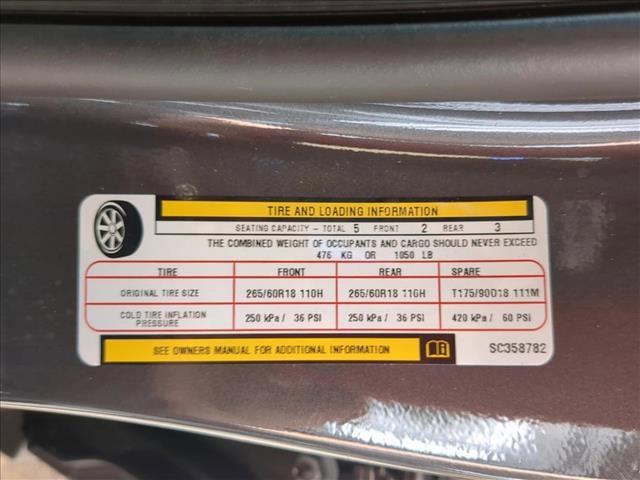 TIRE AND LOADING INFORMATION
SEATING CAPACITY - TOTAL 5 FRONT 2 REAR 3
THE COMBINED WEIGHT OF OCCUPANTS AND CARGO SHOULD NEVER EXCEED
476 KG OR 1050 LB
TIRE FRONT REAR SPARE
ORIGINAL TIRE SIZE 265/60R18 110H 265/60R18 110H T175/90D18 111M
COLD TIRE INFLATION PRESSURE 250 kPa / 36 PSI 250 kPa / 36 PSI 420 kPa / 60 PSI
SEE OWNERS MANUAL FOR ADDITIONAL INFORMATION SC358782